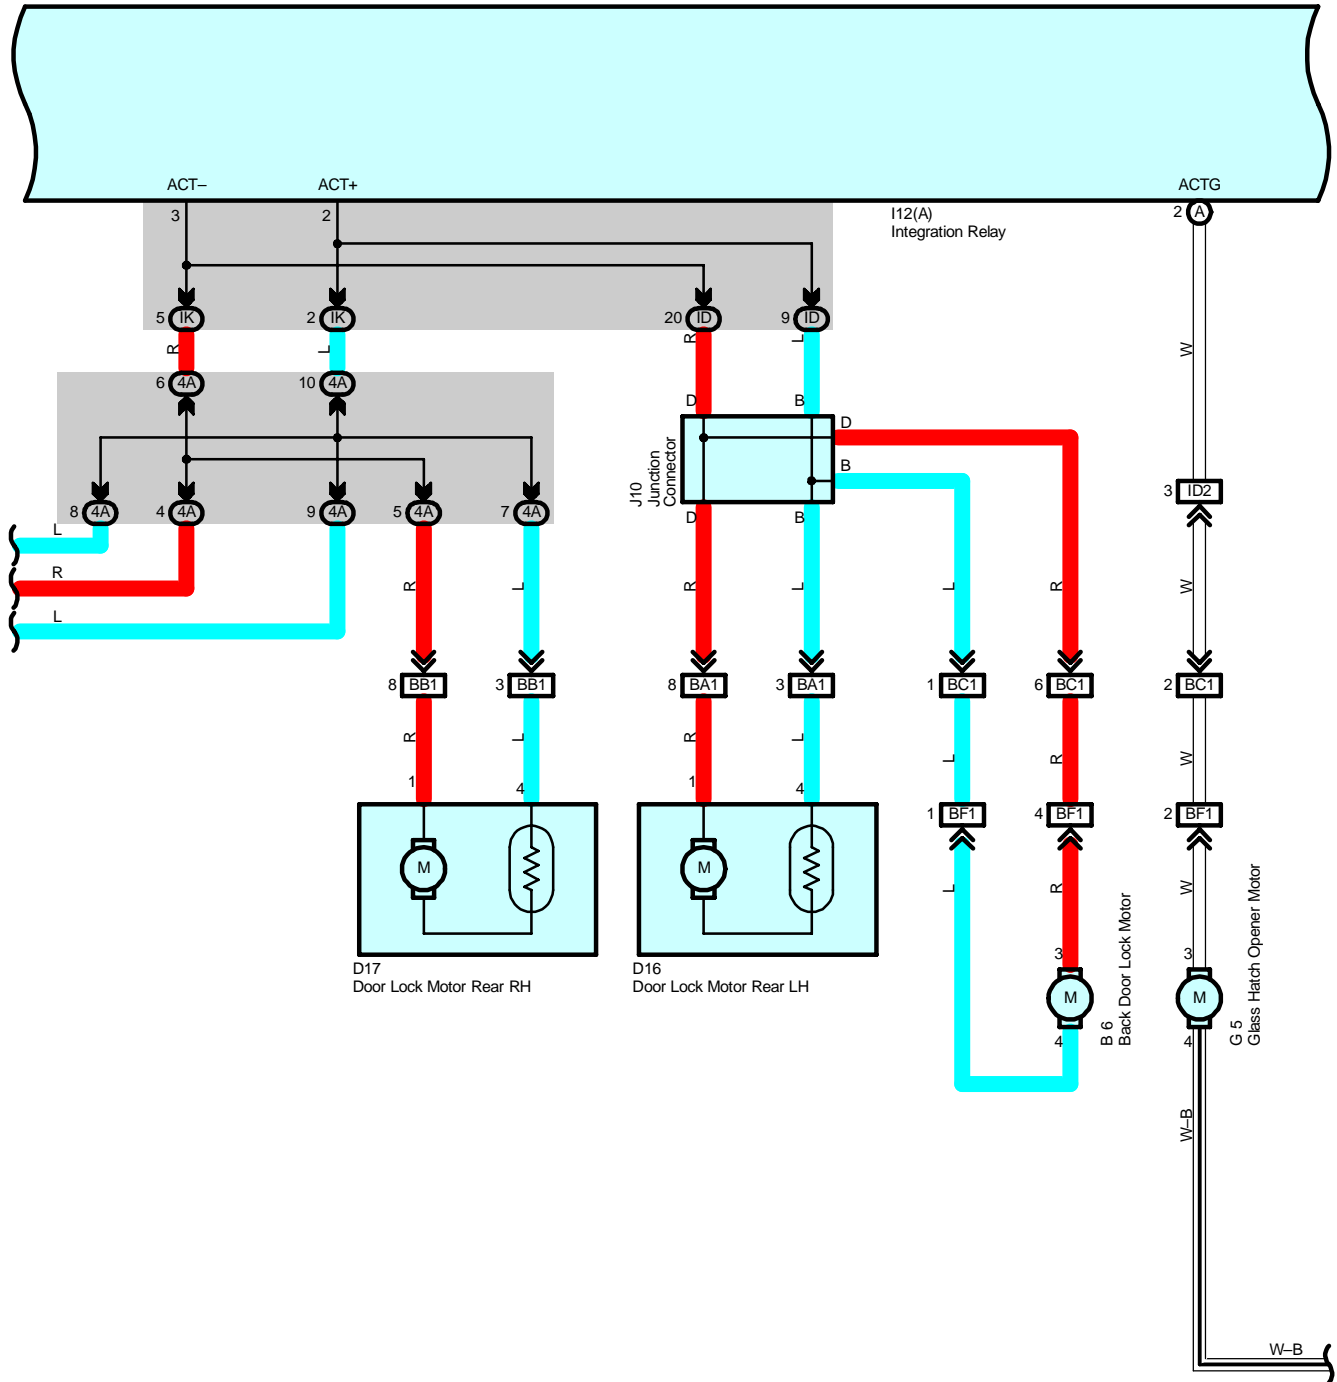 ACT– ACT+ ACTG
3 2 I12(A) 2 A
Integration Relay
5 IK 2 IK 20 ID 9 ID
R L R L W
6 4A 10 4A D B
D
B
J10
Junction
Connector
3 ID2
8 4A 4 4A 9 4A 5 4A 7 4A D B
L
R
L
R L R L L R W
8 BB1 3 BB1 8 BA1 3 BA1 1 BC1 6 BC1 2 BC1
R L R L L R W
1 4 1 4
1 BF1 4 BF1 2 BF1
M M
L R W
D17
Door Lock Motor Rear RH
D16
Door Lock Motor Rear LH
3 3
M M
4 4
B 6
Back Door Lock Motor
G 5
Glass Hatch Opener Motor
W–B
W–B